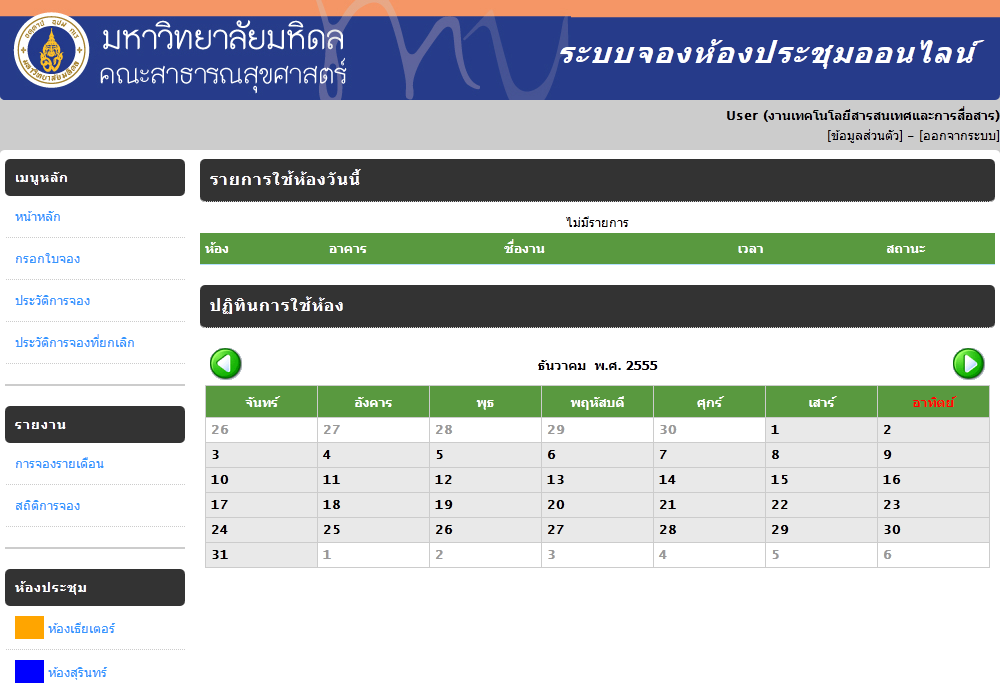 มหาวิทยาลัยมหิดล
คณะสาธารณสุขศาสตร์
ระบบจองห้องประชุมออนไลน์
User (งานเทคโนโลยีสารสนเทศและการสื่อสาร)
[ข้อมูลส่วนตัว] – [ออกจากระบบ]
เมนูหลัก
หน้าหลัก
กรอกใบจอง
ประวัติการจอง
ประวัติการจองที่ยกเลิก
รายงาน
การจองรายเดือน
สถิติการจอง
ห้องประชุม
ห้องเธียเตอร์
ห้องสุรินทร์
รายการใช้ห้องวันนี้
ไม่มีรายการ
ห้อง อาคาร ชื่องาน เวลา สถานะ
ปฏิทินการใช้ห้อง
ธันวาคม พ.ศ. 2555
จันทร์ อังคาร พุธ พฤหัสบดี ศุกร์ เสาร์ อาทิตย์
26 27 28 29 30 1 2
3 4 5 6 7 8 9
10 11 12 13 14 15 16
17 18 19 20 21 22 23
24 25 26 27 28 29 30
31 1 2 3 4 5 6